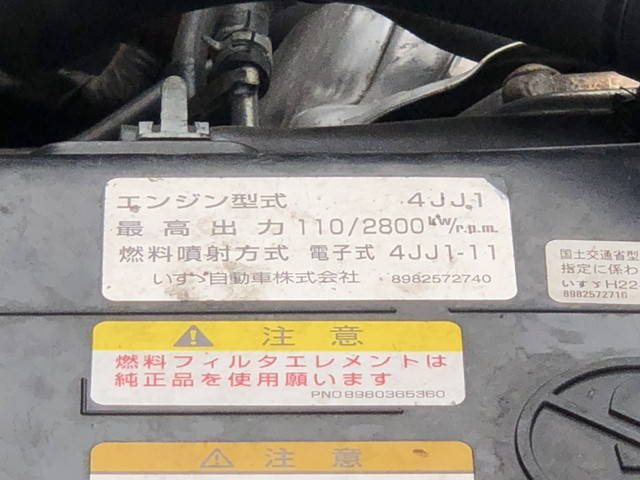 エンジン型式 4JJ1
最高出力 110/2800 kW/r.p.m.
燃料噴射方式 電子式 4JJ1-11
いすゞ自動車株式会社 8982572740
国土交通省型
指定に係わ
いすゞH22-
8982572716
注意
燃料フィルタエレメントは
純正品を使用願います
PNO8980365360
注意